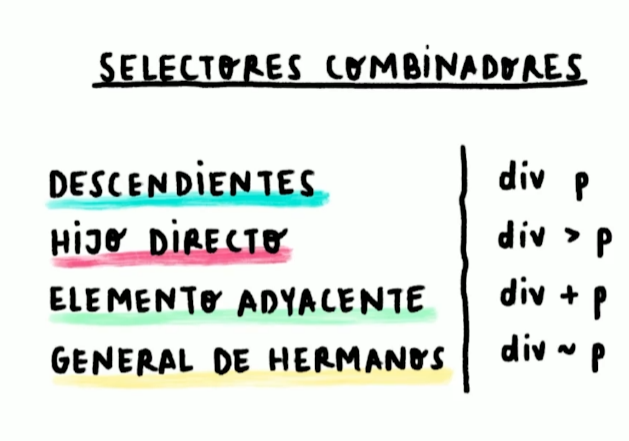 SELECTORES COMBINADORES
DESCENDIENTES div p
HIJO DIRECTO div > p
ELEMENTO ADYACENTE div + p
GENERAL DE HERMANOS div ~ p